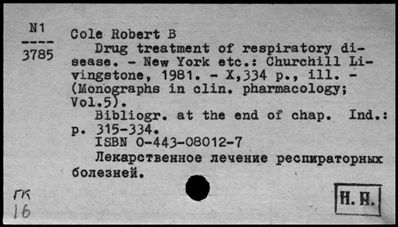 N1
3785
Cole Robert B
Drug treatment of respiratory di-
sease. - New York etc.: Churchill Li-
vingstone, 1981. - X,334 p., ill. -
(Monographs in clin. pharmacology;
Vol.5).
Bibliogr. at the end of chap. Ind.:
p. 315-334.
ISBN 0-443-08012-7
Лекарственное лечение респираторных
болезней.
ГК
16
Н. Н.